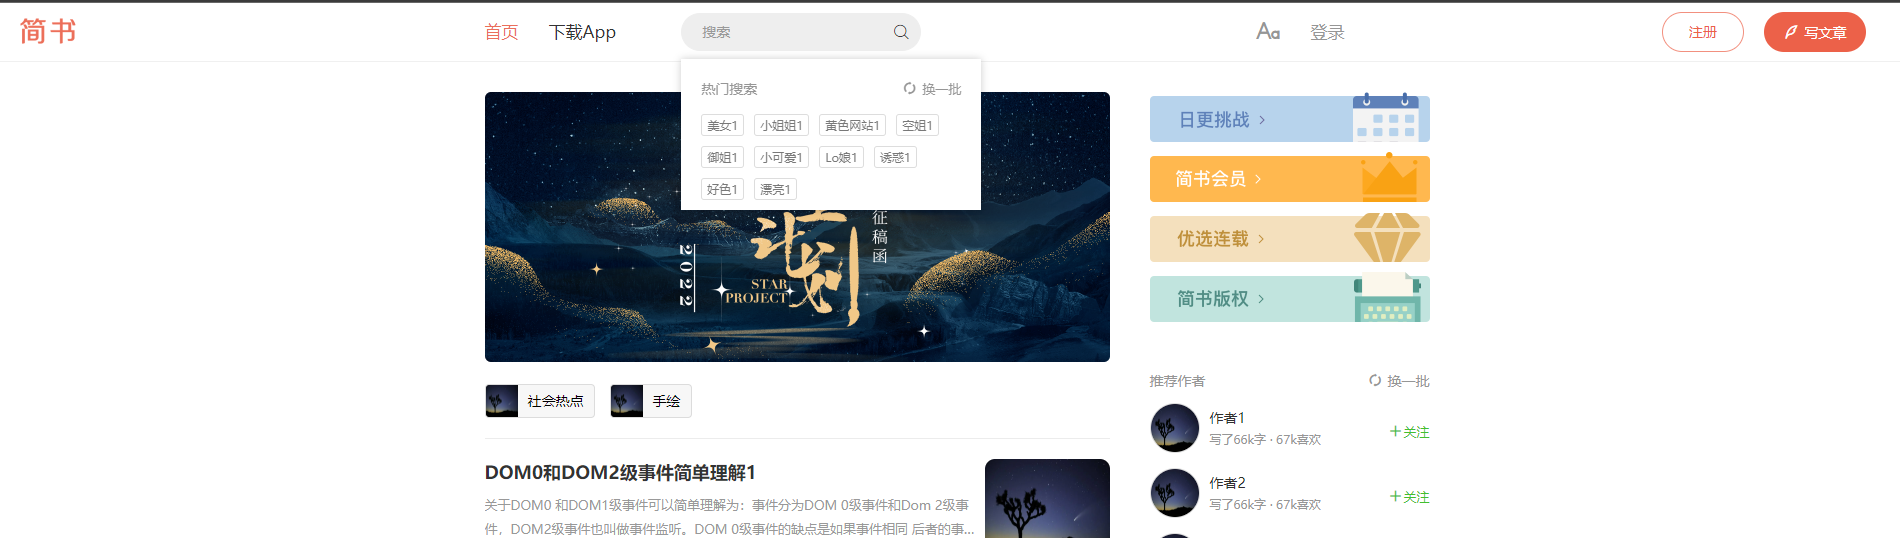 简书
首页
下载App
搜索
Aa
登录
注册
写文章
热门搜索
换一批
美女1
小姐姐1
黄色网站1
空姐1
御姐1
小可爱1
Lo娘1
诱惑1
好色1
漂亮1
计划
征稿函
2022
STAR
PROJECT
日更挑战
简书会员
优选连载
简书版权
社会热点
手绘
DOM0和DOM2级事件简单理解1
关于DOM0 和DOM1级事件可以简单理解为：事件分为DOM 0级事件和Dom 2级事
件，DOM2级事件也叫做事件监听。DOM 0级事件的缺点是如果事件相同 后者的事...
推荐作者
换一批
作者1
写了66k字 · 67k喜欢
+关注
作者2
写了66k字 · 67k喜欢
+关注